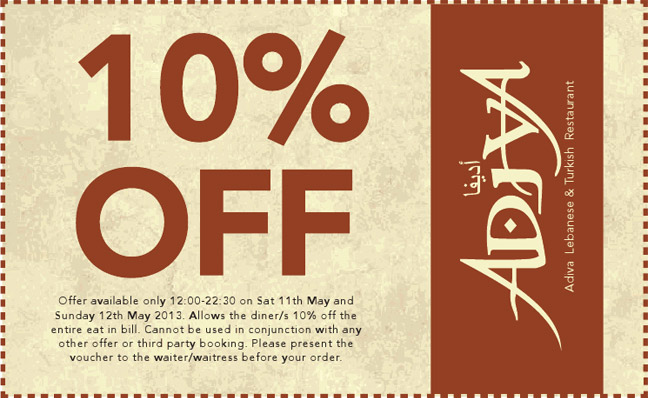 10%
OFF
Offer available only 12:00-22:30 on Sat 11th May and
Sunday 12th May 2013. Allows the diner/s 10% off the
entire eat in bill. Cannot be used in conjunction with any
other offer or third party booking. Please present the
voucher to the waiter/waitress before your order.
أديفا
ADIVA
Adiva Lebanese & Turkish Restaurant